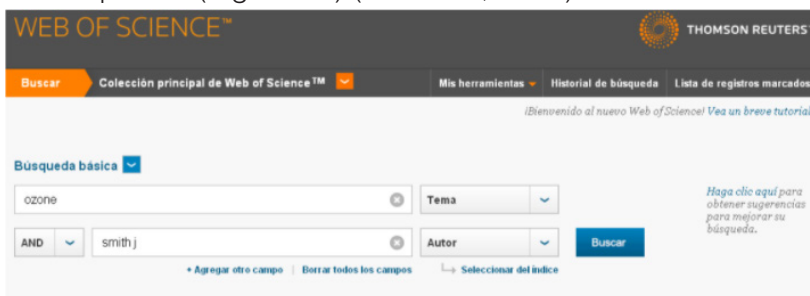 WEB OF SCIENCE™
THOMSON REUTERS
Buscar Colección principal de Web of Science™ Mis herramientas Historial de búsqueda Lista de registros marcados
¡Bienvenido al nuevo Web of Science! Vea un breve tutorial
Búsqueda básica
ozone Tema
Haga clic aquí para
obtener sugerencias
para mejorar su
búsqueda.
AND smith j Autor Buscar
+ Agregar otro campo | Borrar todos los campos Seleccionar del índice